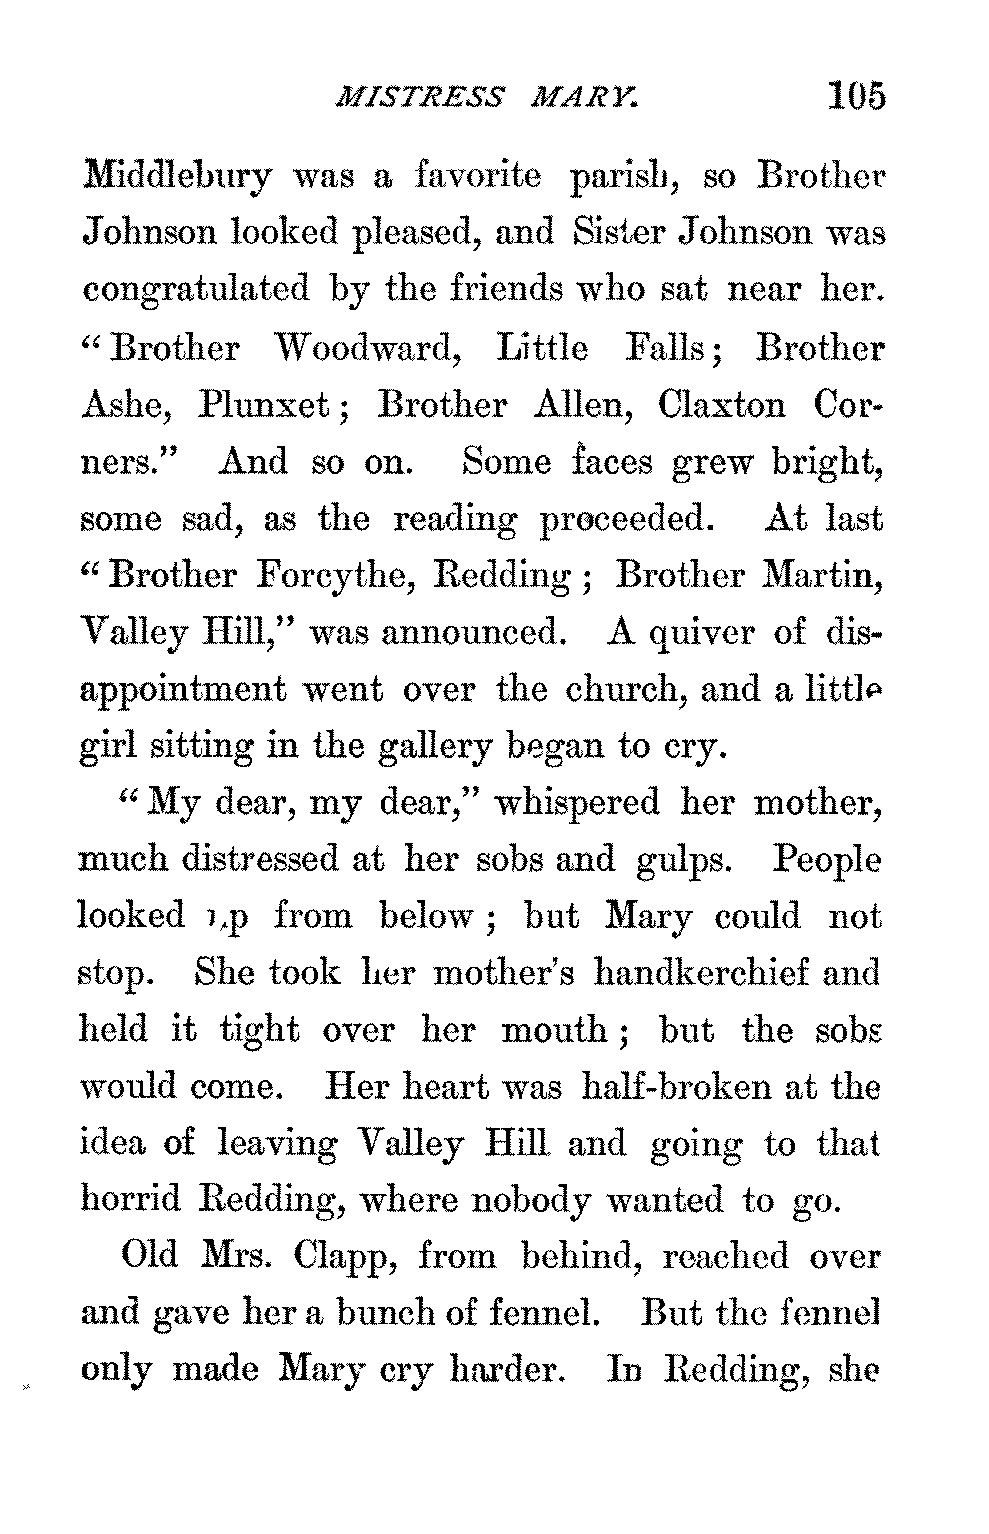 MISTRESS MARY. 105
Middlebury was a favorite parish, so Brother
Johnson looked pleased, and Sister Johnson was
congratulated by the friends who sat near her.
“Brother Woodward, Little Falls; Brother
Ashe, Plunxet; Brother Allen, Claxton Cor-
ners.” And so on. Some faces grew bright,
some sad, as the reading proceeded. At last
“Brother Forcythe, Redding; Brother Martin,
Valley Hill,” was announced. A quiver of dis-
appointment went over the church, and a little
girl sitting in the gallery began to cry.
“My dear, my dear,” whispered her mother,
much distressed at her sobs and gulps. People
looked up from below; but Mary could not
stop. She took her mother’s handkerchief and
held it tight over her mouth; but the sobs
would come. Her heart was half-broken at the
idea of leaving Valley Hill and going to that
horrid Redding, where nobody wanted to go.
Old Mrs. Clapp, from behind, reached over
and gave her a bunch of fennel. But the fennel
only made Mary cry harder. In Redding, she